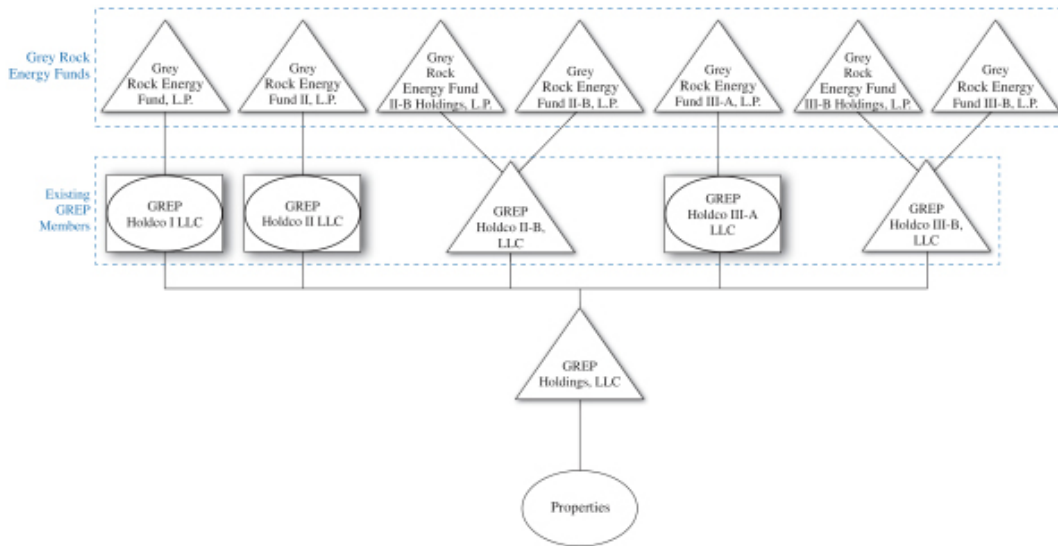 Grey Rock
Energy Funds
Grey
Rock Energy
Fund, L.P.
Grey
Rock Energy
Fund II, L.P.
Grey
Rock
Energy Fund
II-B Holdings, L.P.
Grey
Rock Energy
Fund II-B, L.P.
Grey
Rock Energy
Fund III-A, L.P.
Grey
Rock
Energy Fund
III-B Holdings, L.P.
Grey
Rock Energy
Fund III-B, L.P.
Existing
GREP
Members
GREP
Holdco I LLC
GREP
Holdco II LLC
GREP
Holdco II-B,
LLC
GREP
Holdco III-A
LLC
GREP
Holdco III-B,
LLC
GREP
Holdings, LLC
Properties